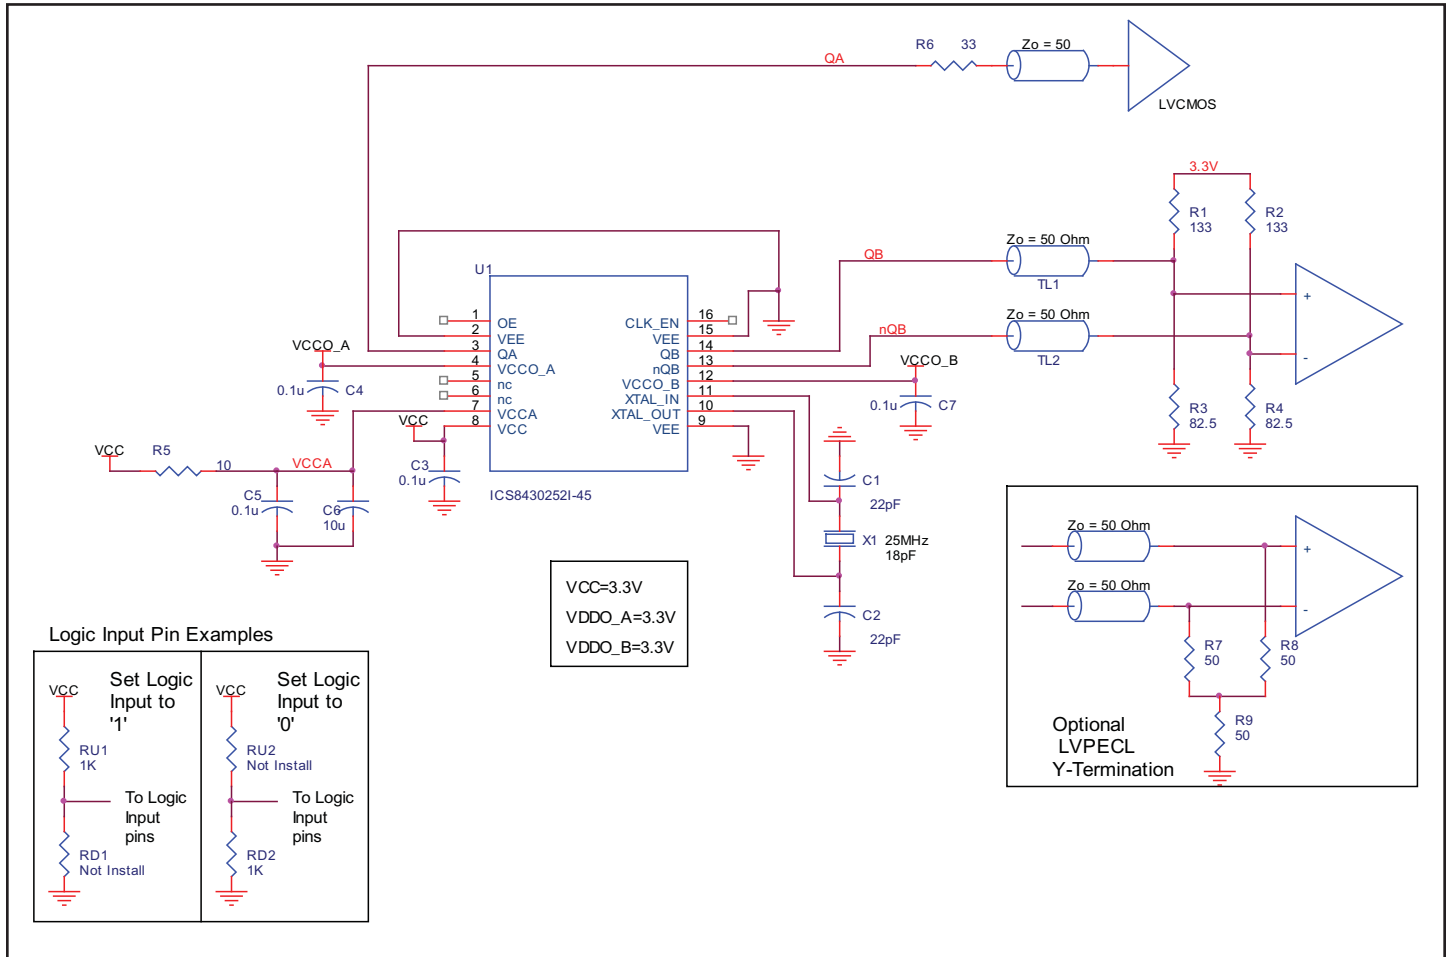 R6 33
Zo = 50
QA
LVCMOS
3.3V
R1
133
R2
133
Zo = 50 Ohm
QB
TL1
Zo = 50 Ohm
nQB
TL2
+
-
R3
82.5
R4
82.5
U1
1
2
3
4
5
6
7
8
OE
VEE
QA
VCCO_A
nc
nc
VCCA
VCC
CLK_EN
VEE
QB
nQB
VCCO_B
XTAL_IN
XTAL_OUT
VEE
16
15
14
13
12
11
10
9
ICS8430252I-45
VCCO_A
0.1u C4
VCC
C3
0.1u
VCC
R5
10
VCCA
C5
0.1u
C6
10u
VCCO_B
0.1u C7
C1
22pF
X1 25MHz
18pF
C2
22pF
VCC=3.3V
VDDO_A=3.3V
VDDO_B=3.3V
Zo = 50 Ohm
Zo = 50 Ohm
+
-
R7
50
R8
50
R9
50
Optional
LVPECL
Y-Termination
Logic Input Pin Examples
VCC
Set Logic
Input to
'1'
RU1
1K
To Logic
Input
pins
RD1
Not Install
VCC
Set Logic
Input to
'0'
RU2
Not Install
To Logic
Input
pins
RD2
1K